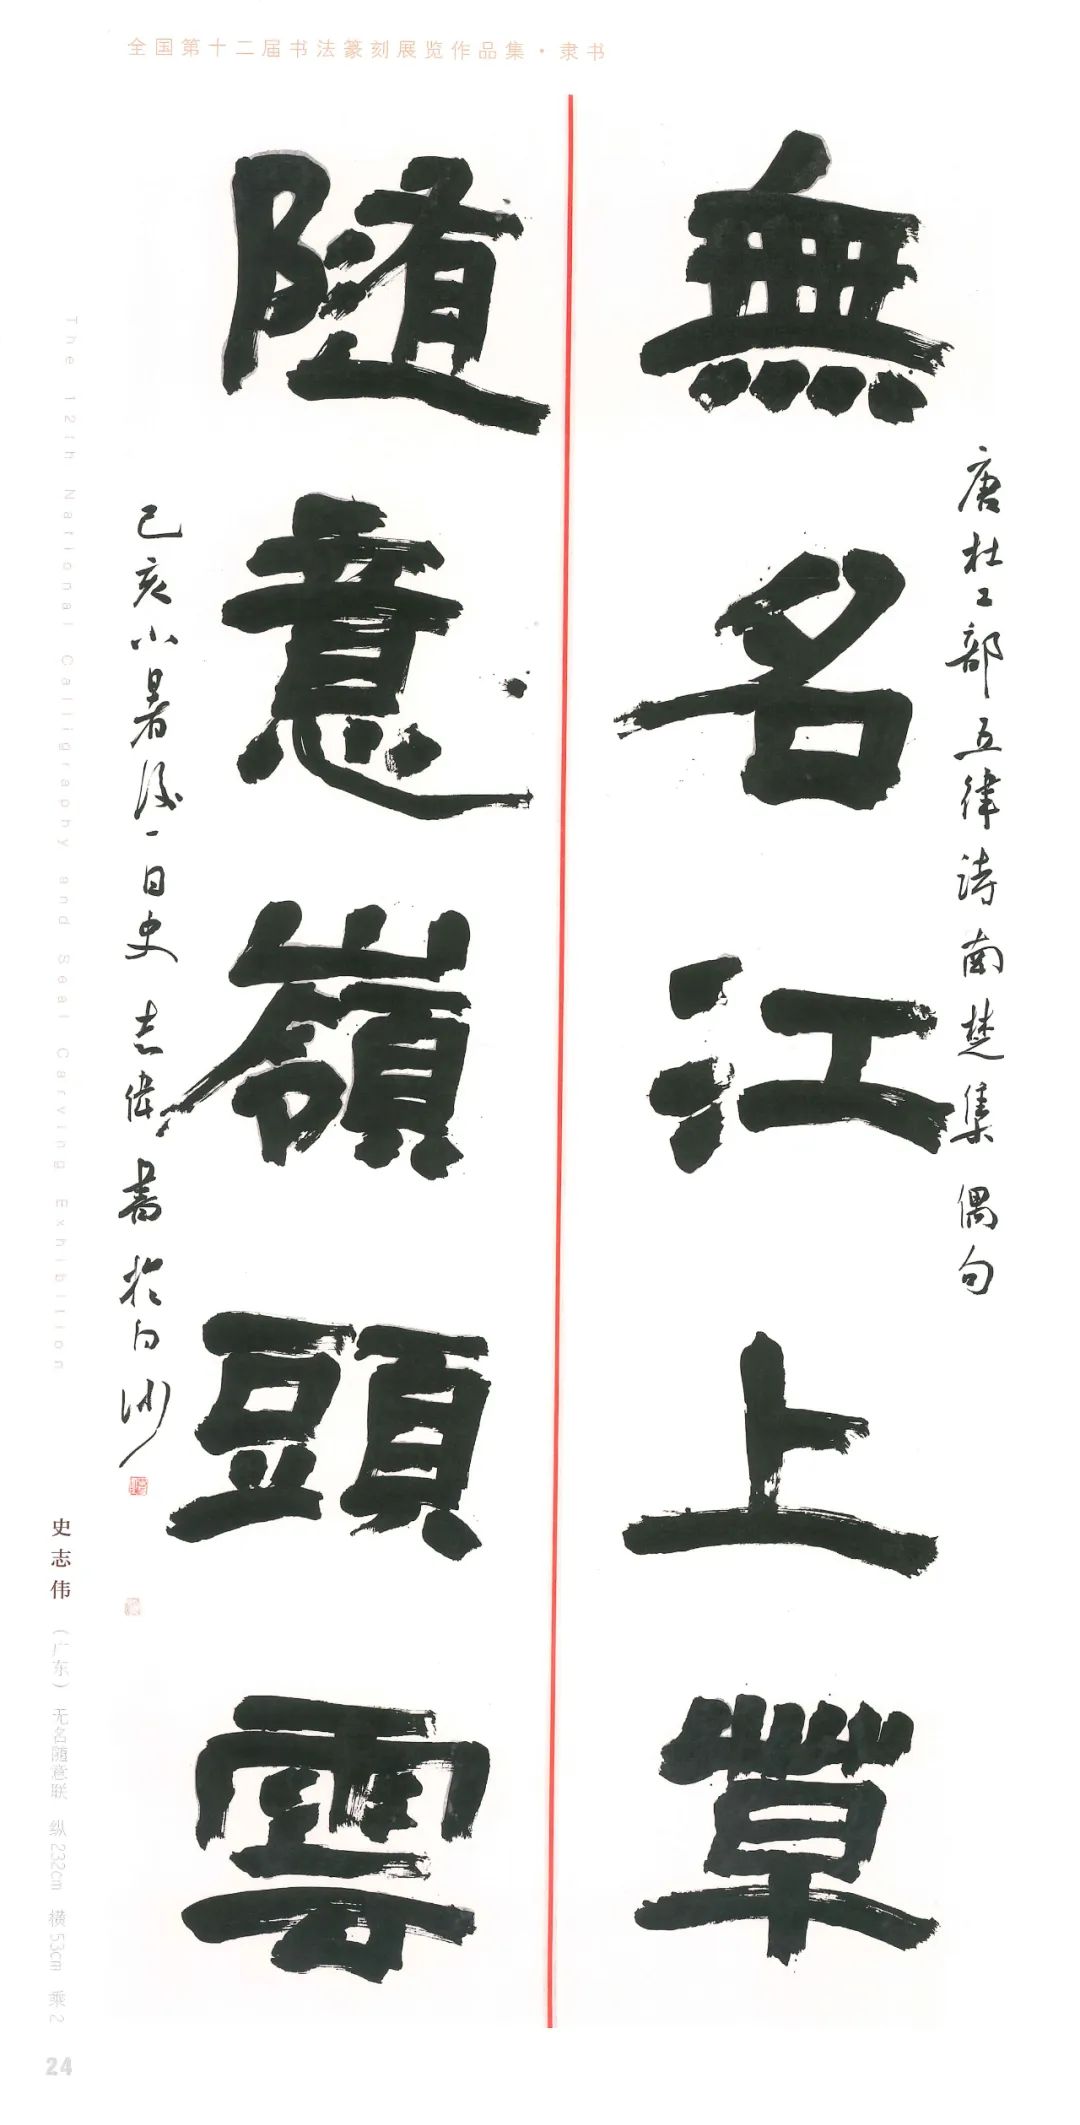 全国第十二届书法篆刻展览作品集·隶书
無名江上草
唐杜工部五律诗南楚集偶句
随意嶺頭雲
己亥小暑後一日史志偉書於白沙
The 12th National Calligraphy and Seal Carving Exhibition
史志伟（广东）无名随意联 纵232cm 横53cm 乘2
24